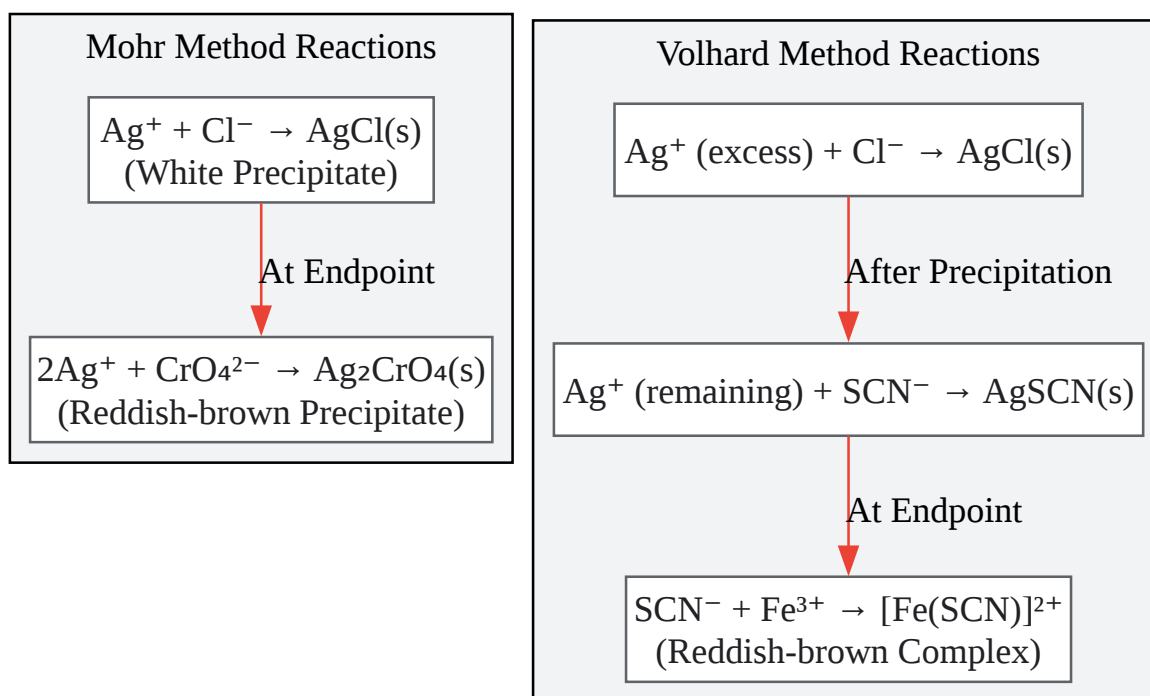 Mohr Method Reactions
Ag⁺ + Cl⁻ → AgCl(s)
(White Precipitate)
At Endpoint
2Ag⁺ + CrO₄²⁻ → Ag₂CrO₄(s)
(Reddish-brown Precipitate)
Volhard Method Reactions
Ag⁺ (excess) + Cl⁻ → AgCl(s)
After Precipitation
Ag⁺ (remaining) + SCN⁻ → AgSCN(s)
At Endpoint
SCN⁻ + Fe³⁺ → [Fe(SCN)]²⁺
(Reddish-brown Complex)